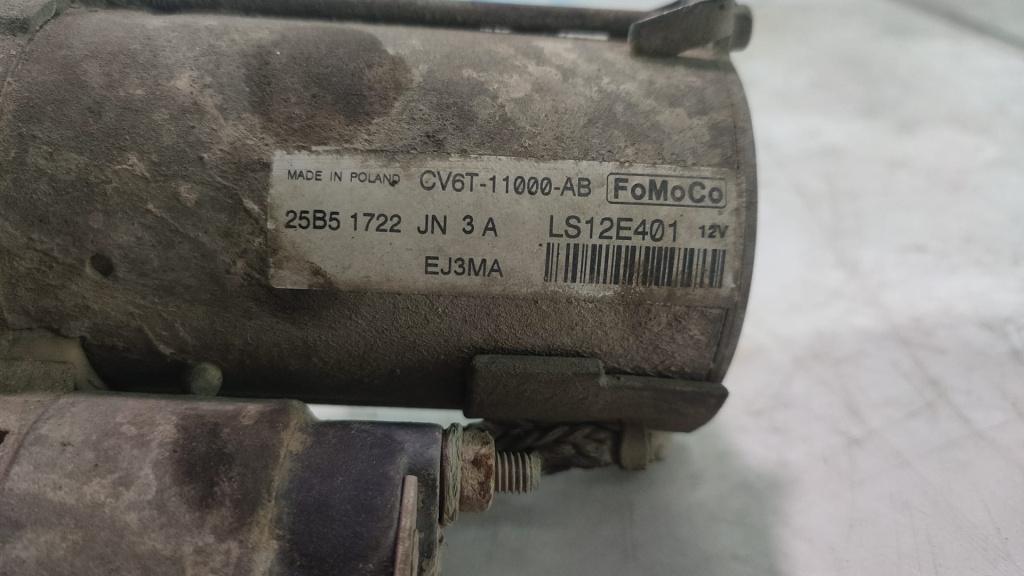 MADE IN POLAND CV6T-11000-AB FoMoCo
25B5 1722 JN 3 A LS12E401 12V
EJ3MA